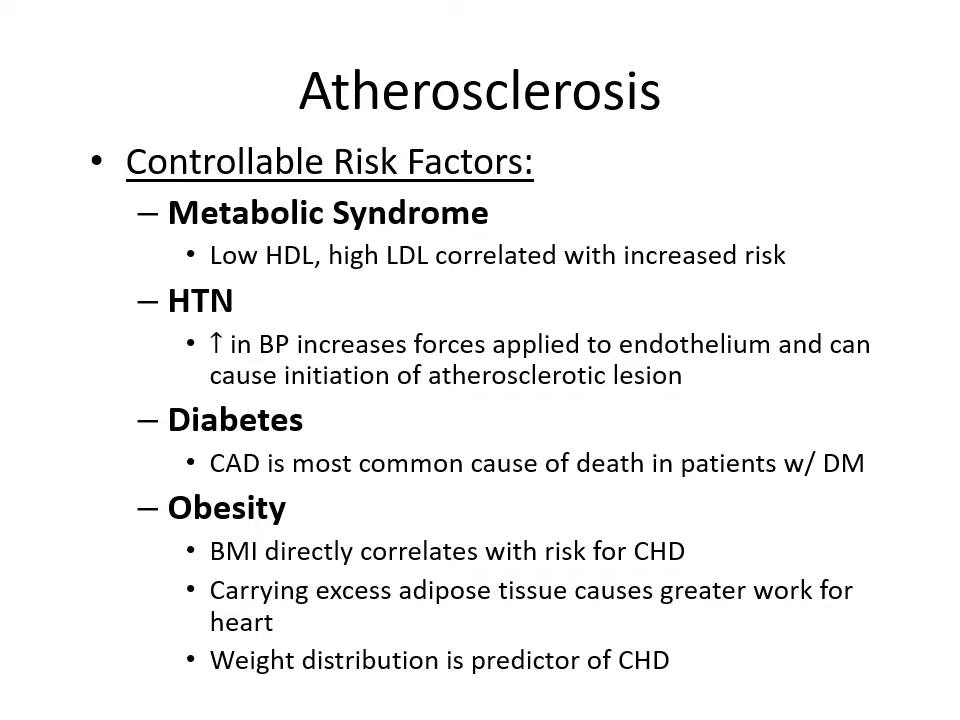 Atherosclerosis
• Controllable Risk Factors:
– Metabolic Syndrome
• Low HDL, high LDL correlated with increased risk
– HTN
• ↑ in BP increases forces applied to endothelium and can
cause initiation of atherosclerotic lesion
– Diabetes
• CAD is most common cause of death in patients w/ DM
– Obesity
• BMI directly correlates with risk for CHD
• Carrying excess adipose tissue causes greater work for
heart
• Weight distribution is predictor of CHD